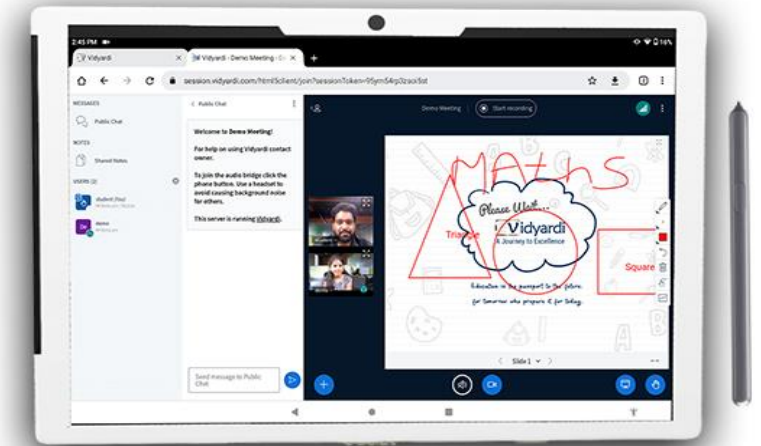 2:45 PM
16%
Vidyardi
Vidyardi - Demo Meeting -
session.vidyardi.com/html5client/join?sessionToken=
MESSAGES
Public Chat
NOTES
Shared Notes
USERS (2)
student (You)
demo
Public Chat
Welcome to Demo Meeting!
For help on using Vidyardi contact
owner.
To join the audio bridge click the
phone button. Use a headset to
avoid causing background noise
for others.
This server is running Vidyardi.
Send message to Public
Chat
Demo Meeting
Start recording
MAthS
Please Wait...
Vidyardi
A Journey to Excellence
Triangle
Square
Education is the passport to the future,
for tomorrow who prepare it for today.
Slide 1